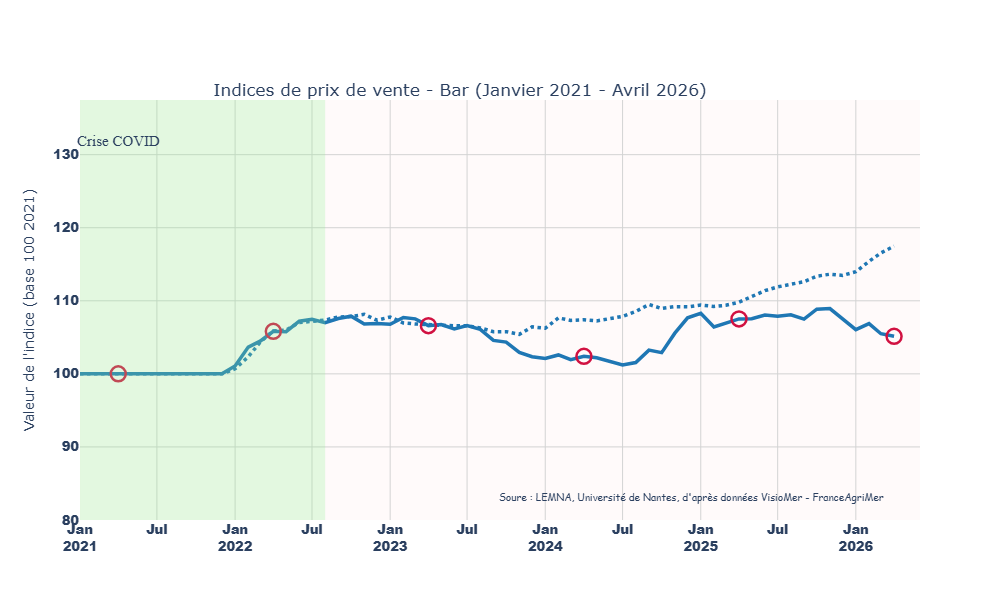 Indices de prix de vente - Bar (Janvier 2021 - Avril 2026)
Crise COVID
Valeur de l'Indice (base 100 2021)
130
120
110
100
90
80
Jan 2021
Jul
Jan 2022
Jul
Jan 2023
Jul
Jan 2024
Jul
Jan 2025
Jul
Jan 2026
Soure : LEMNA, Université de Nantes, d'après données VisioMer - FranceAgriMer